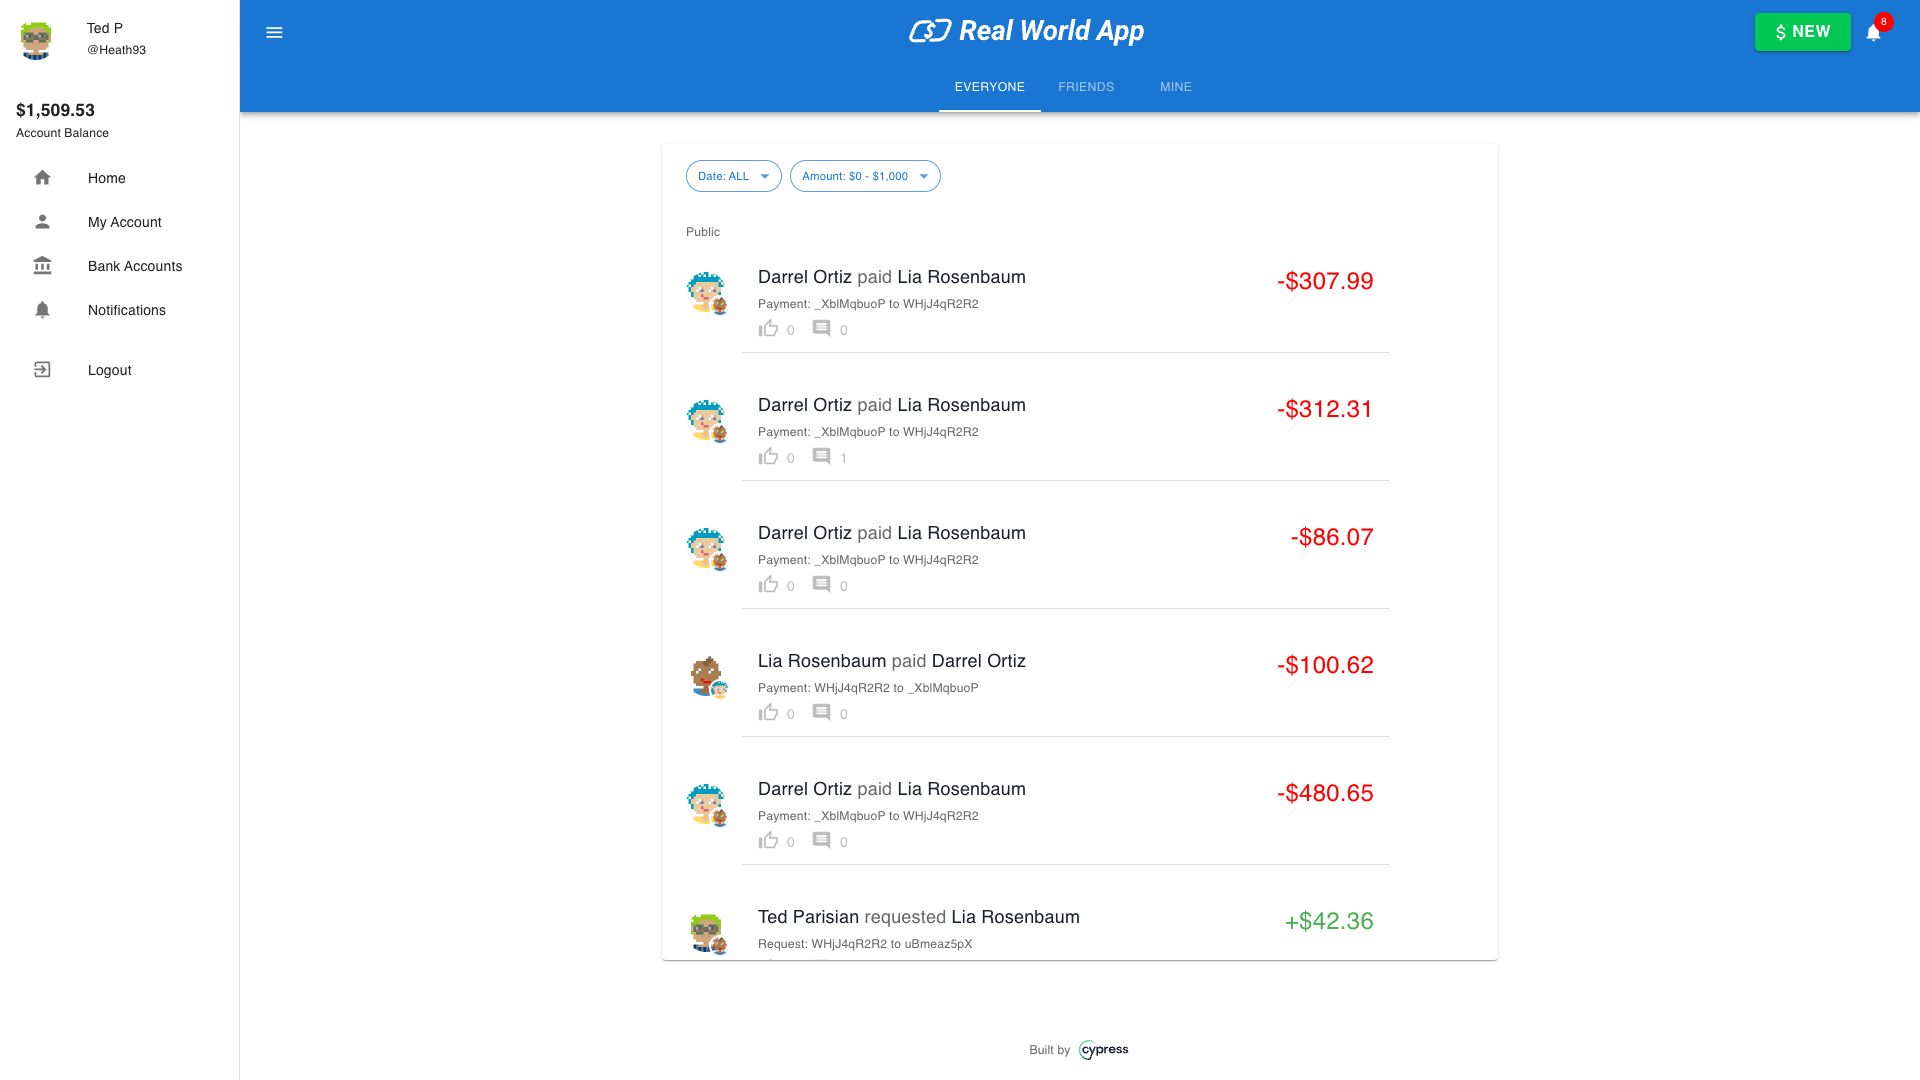 Ted P
@Heath93
$1,509.53
Account Balance
Home
My Account
Bank Accounts
Notifications
Logout
Real World App
$ NEW
8
EVERYONE
FRIENDS
MINE
Date: ALL
Amount: $0 - $1,000
Public
Darrel Ortiz paid Lia Rosenbaum
-$307.99
Payment: _XblMqbuoP to WHjJ4qR2R2
0 0
Darrel Ortiz paid Lia Rosenbaum
-$312.31
Payment: _XblMqbuoP to WHjJ4qR2R2
0 1
Darrel Ortiz paid Lia Rosenbaum
-$86.07
Payment: _XblMqbuoP to WHjJ4qR2R2
0 0
Lia Rosenbaum paid Darrel Ortiz
-$100.62
Payment: WHjJ4qR2R2 to _XblMqbuoP
0 0
Darrel Ortiz paid Lia Rosenbaum
-$480.65
Payment: _XblMqbuoP to WHjJ4qR2R2
0 0
Ted Parisian requested Lia Rosenbaum
+$42.36
Request: WHjJ4qR2R2 to uBmeaz5pX
Built by cypress